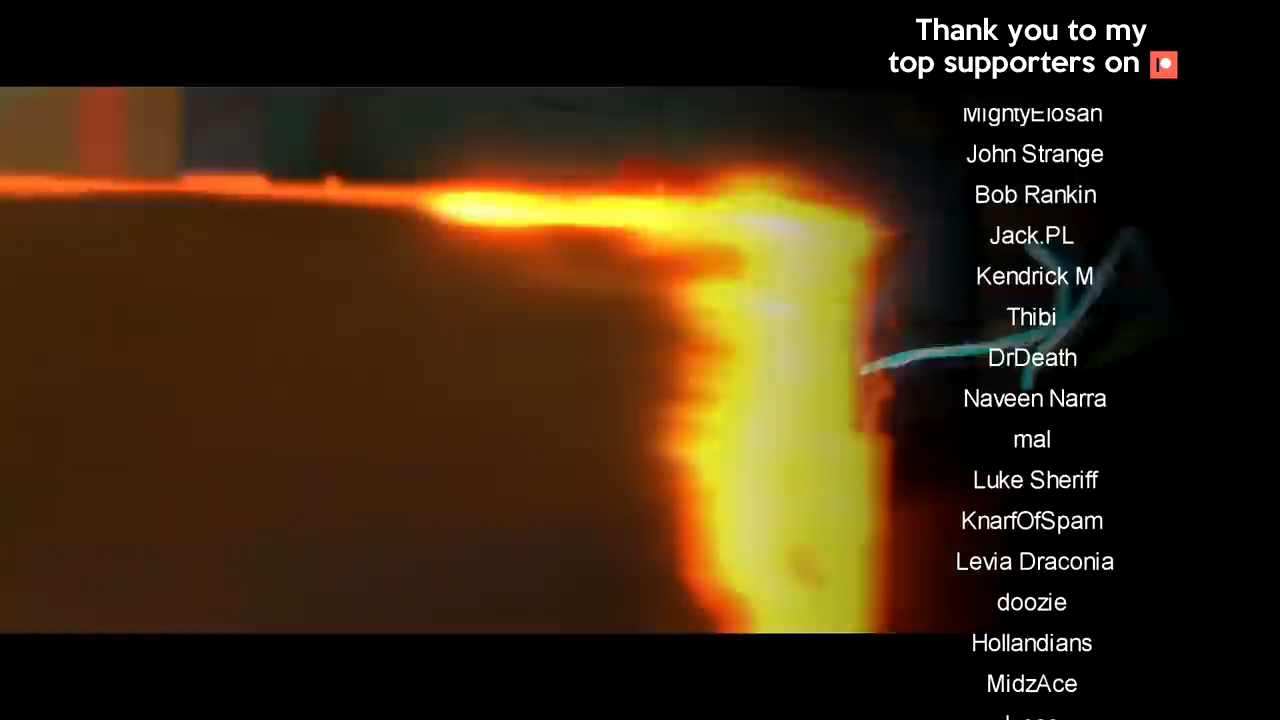 Thank you to my
top supporters on
MightyElosan
John Strange
Bob Rankin
Jack.PL
Kendrick M
Thibi
DrDeath
Naveen Narra
mal
Luke Sheriff
KnarfOfSpam
Levia Draconia
doozie
Hollandians
MidzAce